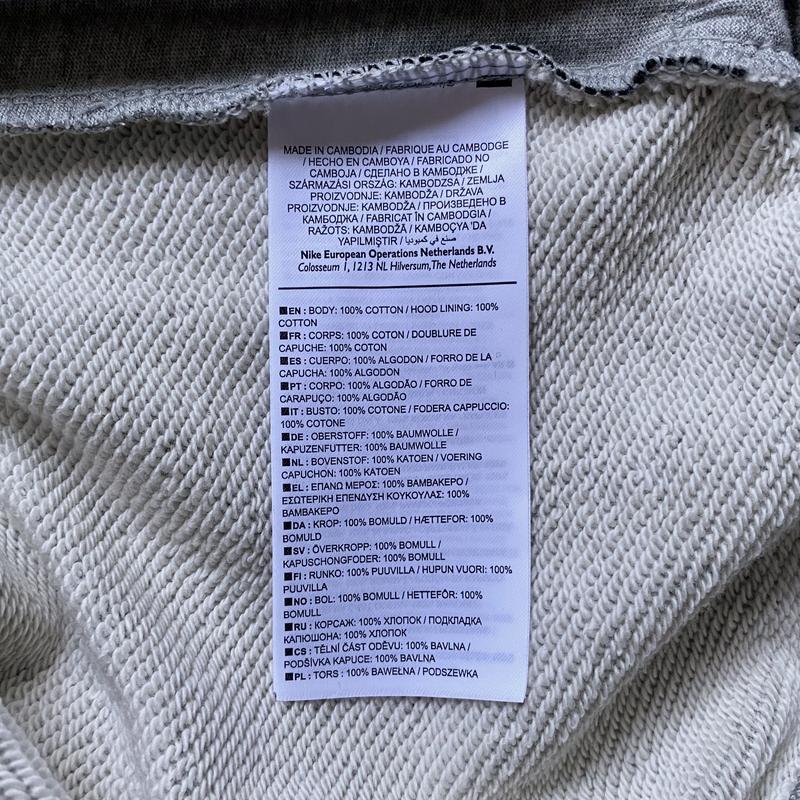 MADE IN CAMBODIA / FABRIQUE AU CAMBODGE
/ HECHO EN CAMBOYA / FABRICADO NO
CAMBOJA / СДЕЛАНО В КАМБОДЖЕ /
SZÁRMAZÁSI ORSZÁG: KAMBODZSA / ZEMLJA
PROIZVODNJE: KAMBODŽA / DRŽAVA
PROIZVODNJE: KAMBODŽA / ПРОИЗВЕДЕНО В
КАМБОДЖА / FABRICAT ÎN CAMBODGIA /
RAŽOTS: KAMBODŽĀ / KAMBOÇYA 'DA
YAPILMIŞTIR / صنع في كمبوديا
Nike European Operations Netherlands B.V.
Colosseum 1, 1213 NL Hilversum,The Netherlands
EN : BODY: 100% COTTON / HOOD LINING: 100%
COTTON
FR : CORPS: 100% COTON / DOUBLURE DE
CAPUCHE: 100% COTON
ES : CUERPO: 100% ALGODON / FORRO DE LA
CAPUCHA: 100% ALGODON
PT : CORPO: 100% ALGODÃO / FORRO DE
CARAPUÇO: 100% ALGODÃO
IT : BUSTO: 100% COTONE / FODERA CAPPUCCIO:
100% COTONE
DE : OBERSTOFF: 100% BAUMWOLLE /
KAPUZENFUTTER: 100% BAUMWOLLE
NL : BOVENSTOF: 100% KATOEN / VOERING
CAPUCHON: 100% KATOEN
EL : ΕΠΑΝΩ ΜΕΡΟΣ: 100% ΒΑΜΒΑΚΕΡΟ /
ΕΣΩΤΕΡΙΚΗ ΕΠΕΝΔΥΣΗ ΚΟΥΚΟΥΛΑΣ: 100%
ΒΑΜΒΑΚΕΡΟ
DA : KROP: 100% BOMULD / HÆTTEFOR: 100%
BOMULD
SV : ÖVERKROPP: 100% BOMULL /
KAPUSCHONGFODER: 100% BOMULL
FI : RUNKO: 100% PUUVILLA / HUPUN VUORI: 100%
PUUVILLA
NO : BOL: 100% BOMULL / HETTEFÔR: 100%
BOMULL
RU : КОРСАЖ: 100% ХЛОПОК / ПОДКЛАДКА
КАПЮШОНА: 100% ХЛОПОК
CS : TĚLNÍ ČÁST ODĚVU: 100% BAVLNA /
PODŠÍVKA KAPUCE: 100% BAVLNA
PL : TORS : 100% BAWEŁNA / PODSZEWKA